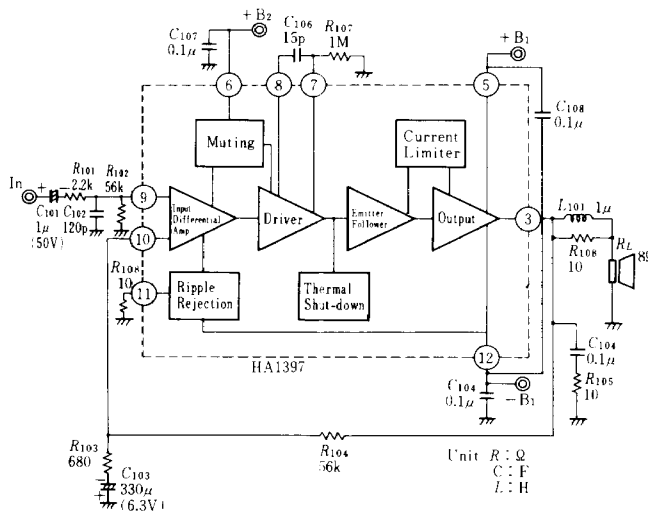 +B2
C107
0.1μ
C106
15p
R107
1M
+B1
6
8
7
5
C108
0.1μ
Muting
Current
Limiter
In
+
−
R101
2.2k
R102
56k
C101
1μ
(50V)
C102
120p
9
10
Input
Differential
Amp
Driver
Emitter
Follower
Output
3
L101 1μ
R108
10
RL
8Ω
R108
10
11
Ripple
Rejection
Thermal
Shut-down
12
HA1397
C104
0.1μ
−B1
C104
0.1μ
R105
10
R103
680
R104
56k
−
+
C103
330μ
(6.3V)
Unit R : Ω
C : F
L : H